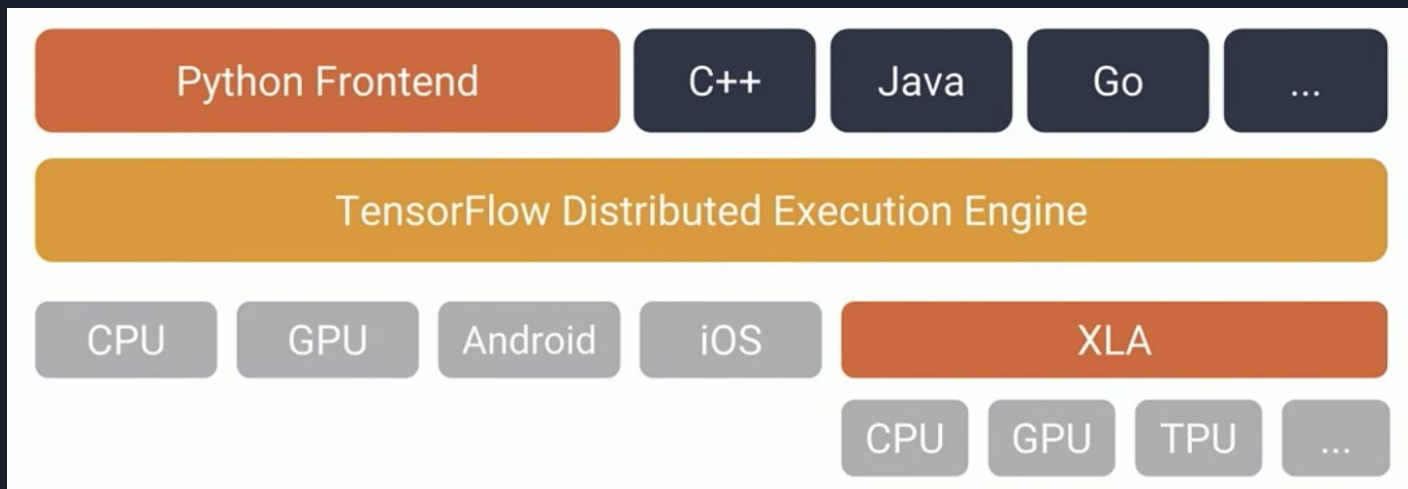 Python Frontend C++ Java Go ...
TensorFlow Distributed Execution Engine
CPU GPU Android iOS XLA
CPU GPU TPU ...